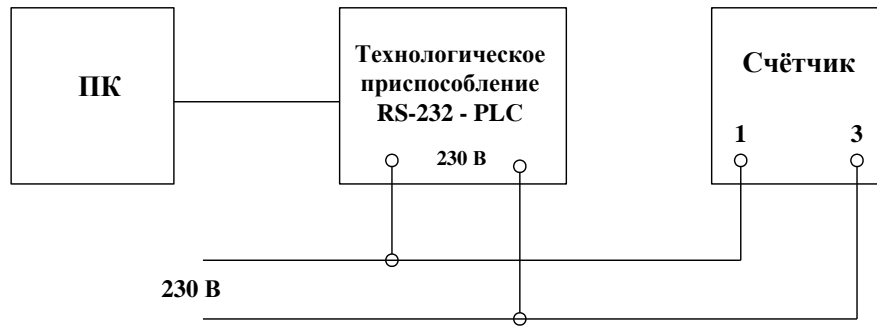 ПК
Технологическое
приспособление
RS-232 - PLC
230 В
Счётчик
1 3
230 В